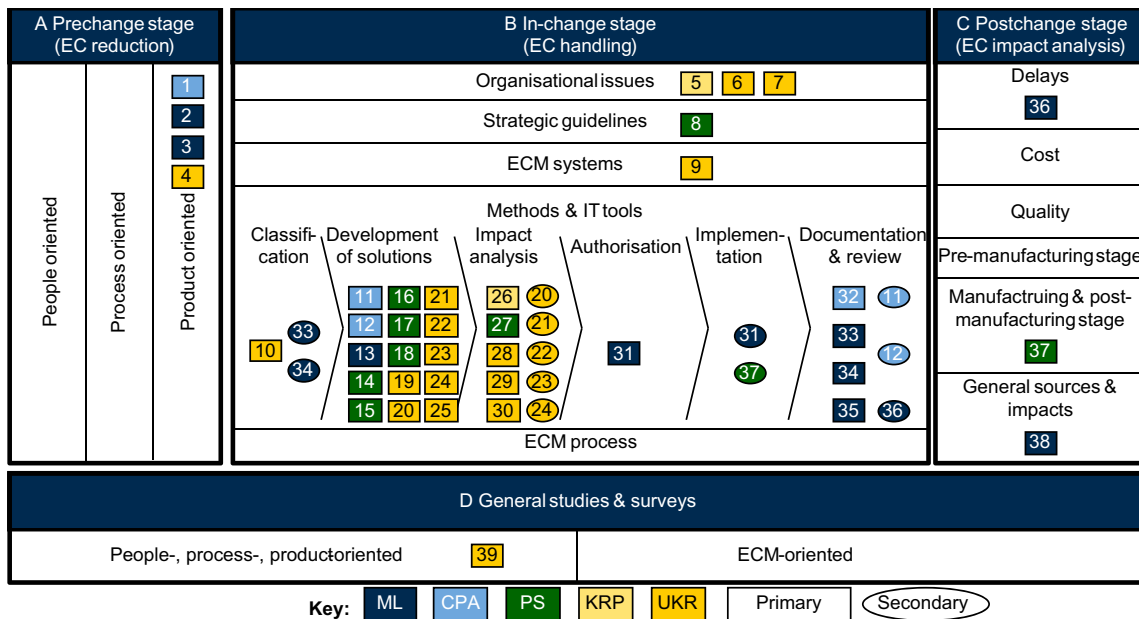 A Prechange stage
(EC reduction)
People oriented
Process oriented
Product oriented
1
2
3
4
B In-change stage
(EC handling)
Organisational issues 5 6 7
Strategic guidelines 8
ECM systems 9
Methods & IT tools
Classifi-
cation
10 33
34
Development
of solutions
11 16 21
12 17 22
13 18 23
14 19 24
15 20 25
Impact
analysis
26 20
27 21
28 22
29 23
30 24
Authorisation
31
Implemen-
tation
31
37
Documentation
& review
32 11
33
12
34
35 36
ECM process
C Postchange stage
(EC impact analysis)
Delays
36
Cost
Quality
Pre-manufacturing stage
Manufactruing & post-
manufacturing stage
37
General sources &
impacts
38
D General studies & surveys
People-, process-, product-oriented 39
ECM-oriented
Key: ML CPA PS KRP UKR Primary Secondary